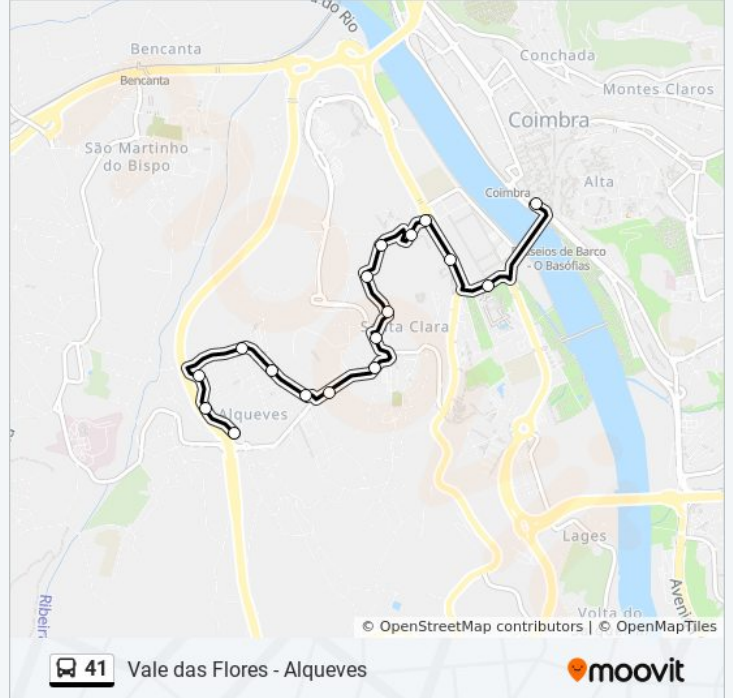 do Rio
Bencanta
Bencanta
Conchada
Montes Claros
Coimbra
São Martinho
do Bispo
Alta
Coimbra
seios de Barco
- O Basófias
Santa Clara
Alqueves
Lages
Ribeir
Aveni
Volta do
© OpenStreetMap contributors | © OpenMapTiles
41 Vale das Flores - Alqueves
moovit